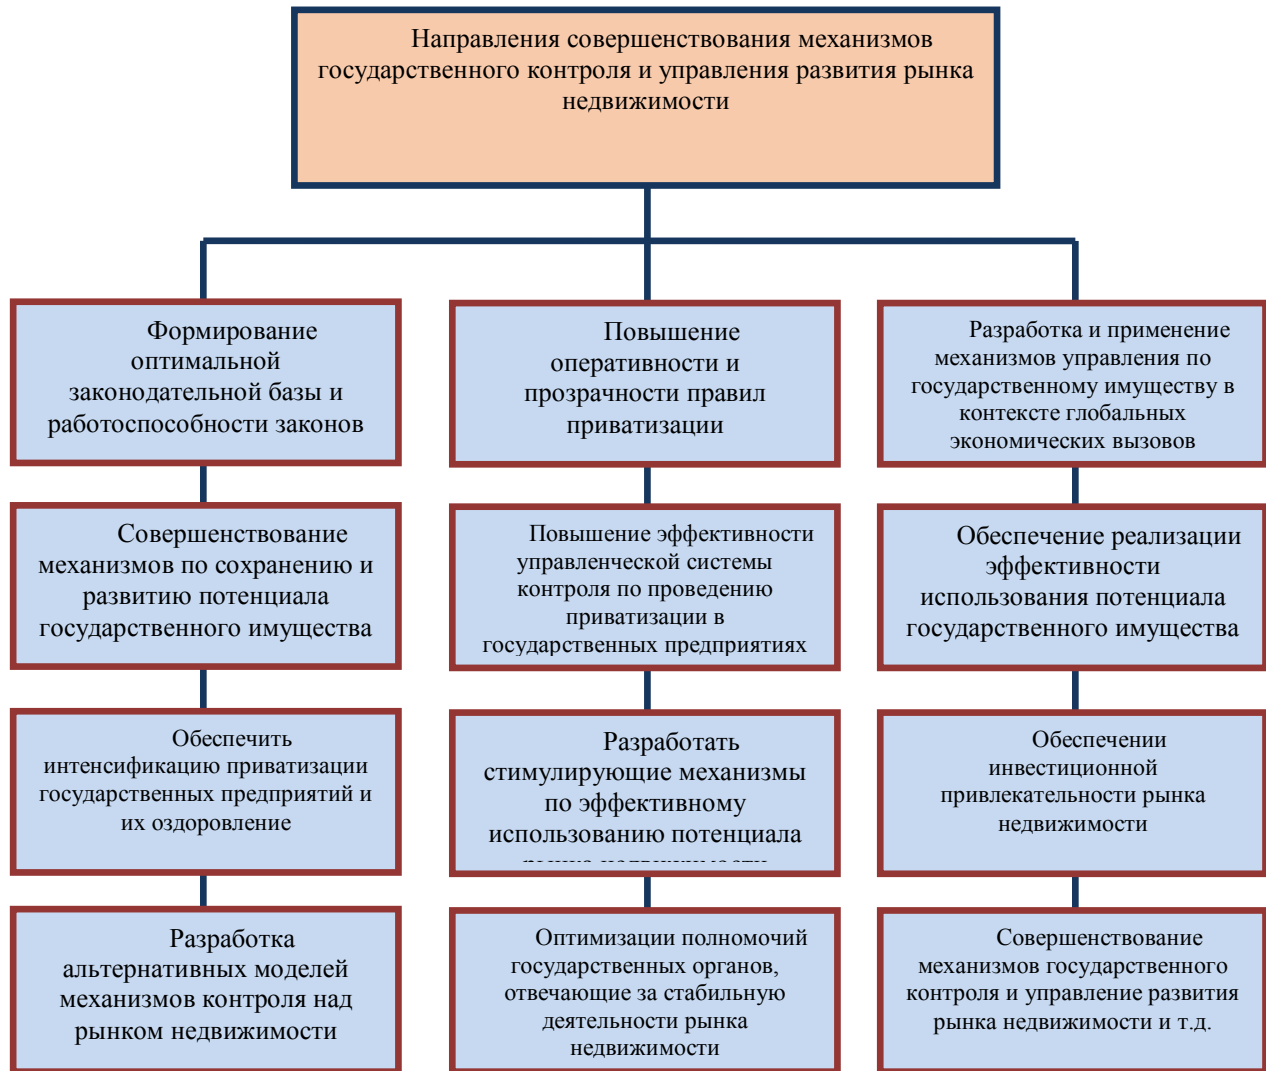 Направления совершенствования механизмов
государственного контроля и управления развития рынка
недвижимости
Формирование
оптимальной
законодательной базы и
работоспособности законов
Повышение
оперативности и
прозрачности правил
приватизации
Разработка и применение
механизмов управления по
государственному имуществу в
контексте глобальных
экономических вызовов
Совершенствование
механизмов по сохранению и
развитию потенциала
государственного имущества
Повышение эффективности
управленческой системы
контроля по проведению
приватизации в
государственных предприятиях
Обеспечение реализации
эффективности
использования потенциала
государственного имущества
Обеспечить
интенсификацию приватизации
государственных предприятий и
их оздоровление
Разработать
стимулирующие механизмы
по эффективному
использованию потенциала
рынка недвижимости
Обеспечении
инвестиционной
привлекательности рынка
недвижимости
Разработка
альтернативных моделей
механизмов контроля над
рынком недвижимости
Оптимизации полномочий
государственных органов,
отвечающие за стабильную
деятельности рынка
недвижимости
Совершенствование
механизмов государственного
контроля и управление развития
рынка недвижимости и т.д.